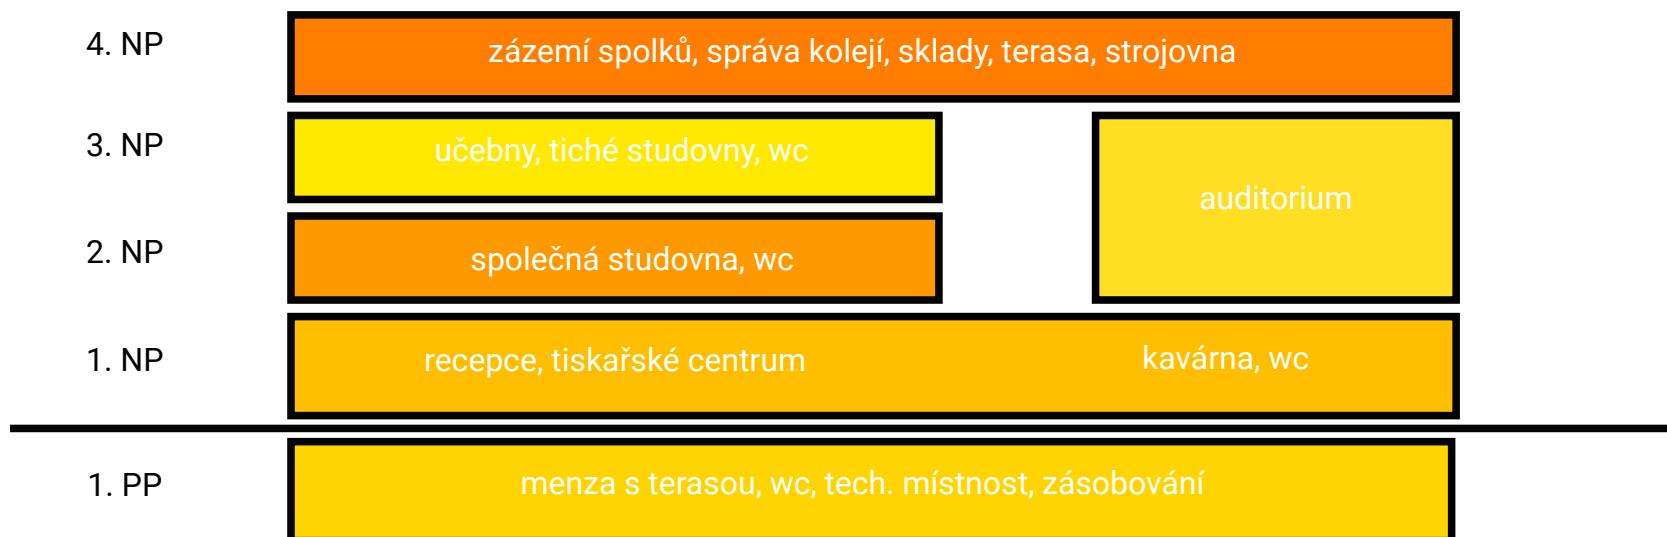 4. NP
zázemí spolků, správa kolejí, sklady, terasa, strojovna
3. NP
učebny, tiché studovny, wc
auditorium
2. NP
společná studovna, wc
1. NP
recepce, tiskařské centrum
kavárna, wc
1. PP
menza s terasou, wc, tech. místnost, zásobování